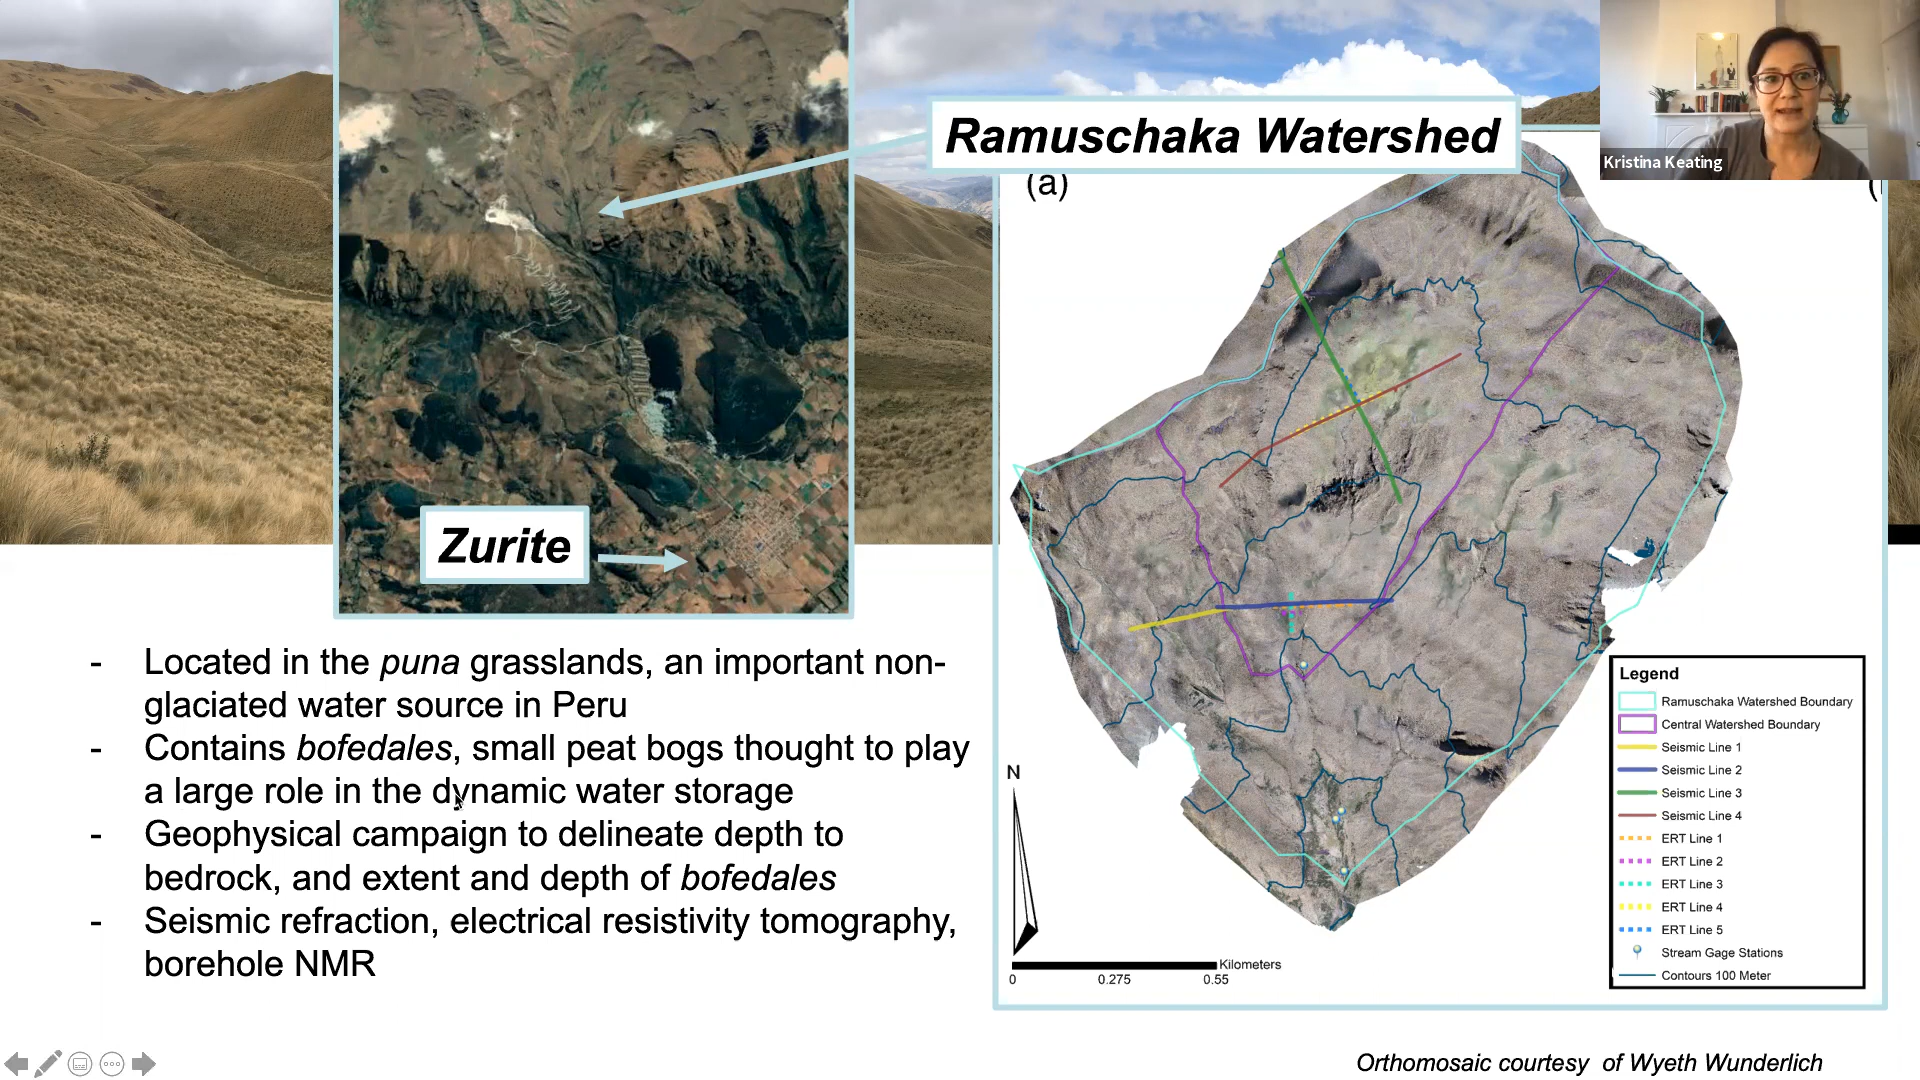 Ramuschaka Watershed
Kristina Keating
(a)
Zurite
- Located in the puna grasslands, an important non-
glaciated water source in Peru
- Contains bofedales, small peat bogs thought to play
a large role in the dynamic water storage
- Geophysical campaign to delineate depth to
bedrock, and extent and depth of bofedales
- Seismic refraction, electrical resistivity tomography,
borehole NMR
N
Kilometers
0 0.275 0.55
Legend
Ramuschaka Watershed Boundary
Central Watershed Boundary
Seismic Line 1
Seismic Line 2
Seismic Line 3
Seismic Line 4
ERT Line 1
ERT Line 2
ERT Line 3
ERT Line 4
ERT Line 5
Stream Gage Stations
Contours 100 Meter
Orthomosaic courtesy of Wyeth Wunderlich